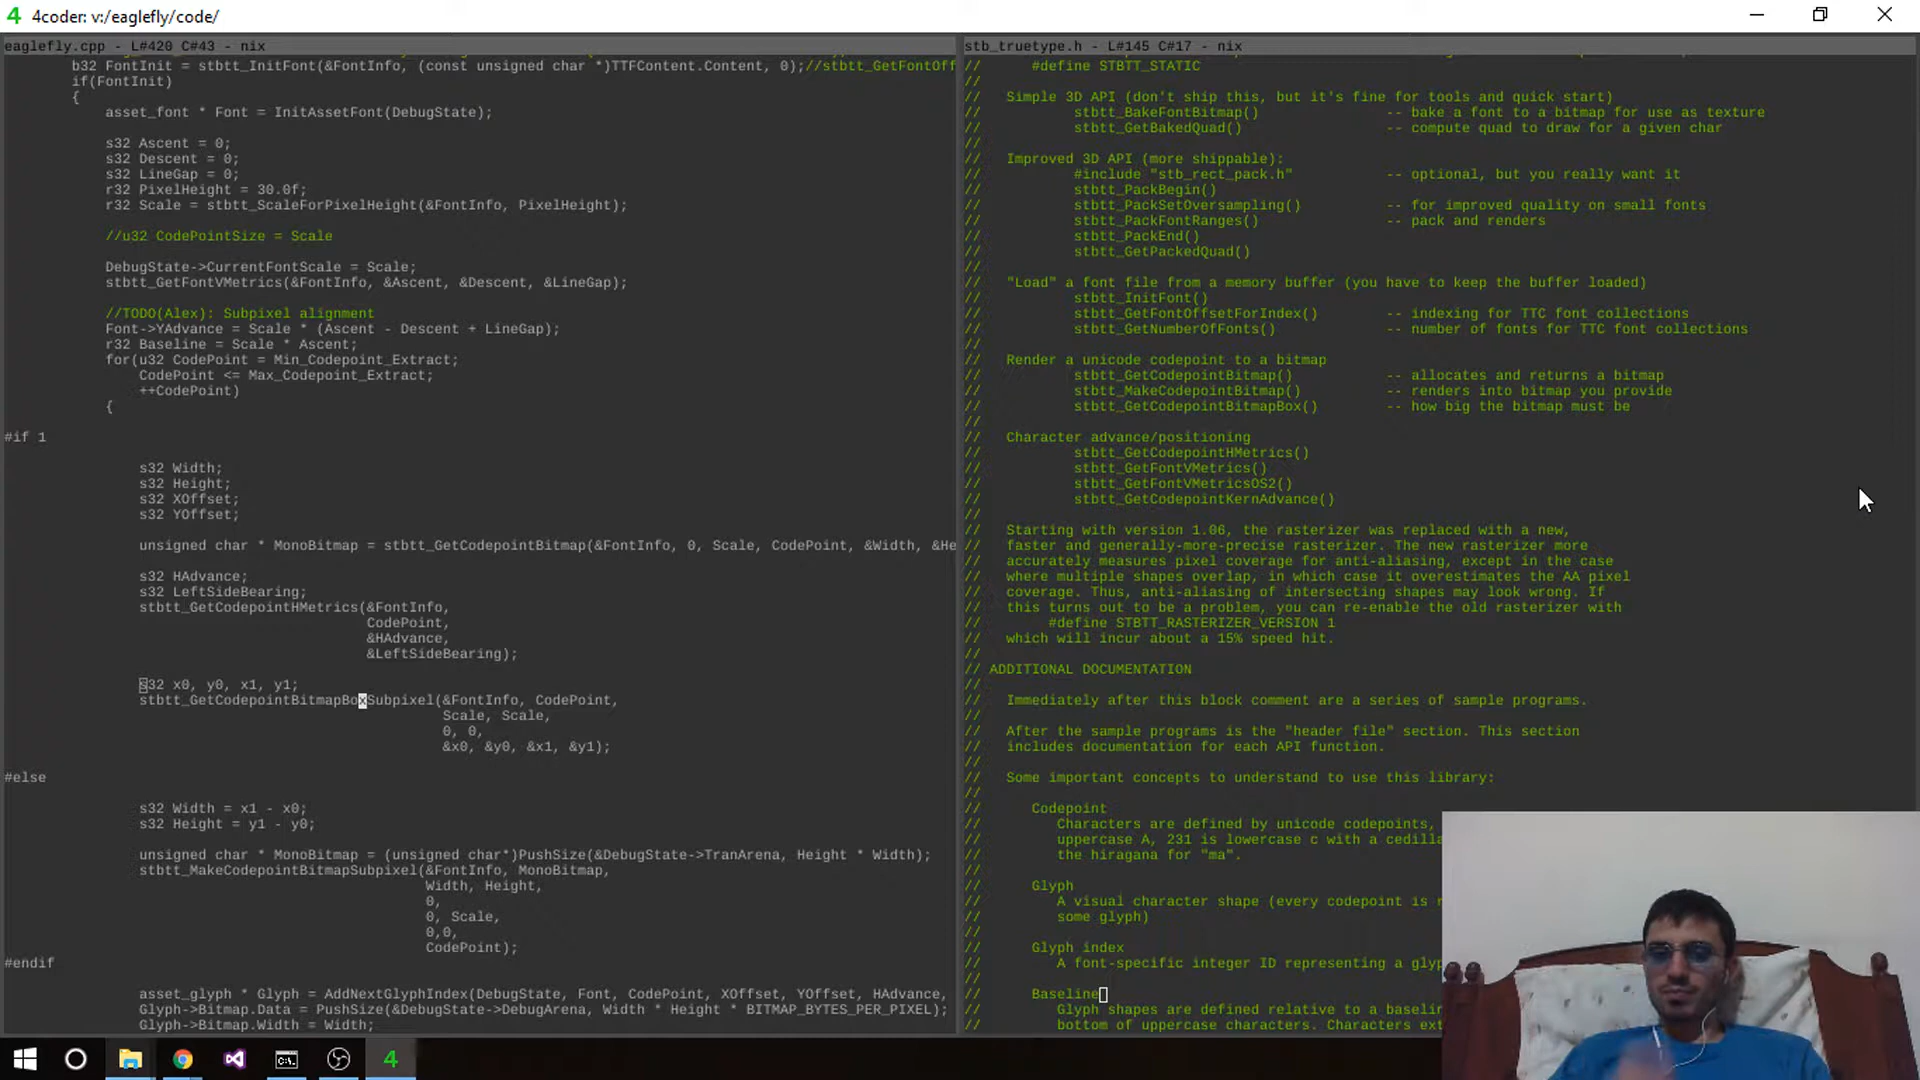 4 4coder: v:/eaglefly/code/
eaglefly.cpp - L#420 C#43 - nix
b32 FontInit = stbtt_InitFont(&FontInfo, (const unsigned char *)TTFContent.Content, 0);//stbtt_GetFontOff
if(FontInit)
{
asset_font * Font = InitAssetFont(DebugState);
s32 Ascent = 0;
s32 Descent = 0;
s32 LineGap = 0;
r32 PixelHeight = 30.0f;
r32 Scale = stbtt_ScaleForPixelHeight(&FontInfo, PixelHeight);
//u32 CodePointSize = Scale
DebugState->CurrentFontScale = Scale;
stbtt_GetFontVMetrics(&FontInfo, &Ascent, &Descent, &LineGap);
//TODO(Alex): Subpixel alignment
Font->YAdvance = Scale * (Ascent - Descent + LineGap);
r32 Baseline = Scale * Ascent;
for(u32 CodePoint = Min_Codepoint_Extract;
CodePoint <= Max_Codepoint_Extract;
++CodePoint)
{
#if 1
s32 Width;
s32 Height;
s32 XOffset;
s32 YOffset;
unsigned char * MonoBitmap = stbtt_GetCodepointBitmap(&FontInfo, 0, Scale, CodePoint, &Width, &He
s32 HAdvance;
s32 LeftSideBearing;
stbtt_GetCodepointHMetrics(&FontInfo,
CodePoint,
&HAdvance,
&LeftSideBearing);
s32 x0, y0, x1, y1;
stbtt_GetCodepointBitmapBoxSubpixel(&FontInfo, CodePoint,
Scale, Scale,
0, 0,
&x0, &y0, &x1, &y1);
#else
s32 Width = x1 - x0;
s32 Height = y1 - y0;
unsigned char * MonoBitmap = (unsigned char*)PushSize(&DebugState->TranArena, Height * Width);
stbtt_MakeCodepointBitmapSubpixel(&FontInfo, MonoBitmap,
Width, Height,
0,
0, Scale,
0,0,
CodePoint);
#endif
asset_glyph * Glyph = AddNextGlyphIndex(DebugState, Font, CodePoint, XOffset, YOffset, HAdvance,
Glyph->Bitmap.Data = PushSize(&DebugState->DebugArena, Width * Height * BITMAP_BYTES_PER_PIXEL);
Glyph->Bitmap.Width = Width;
stb_truetype.h - L#145 C#17 - nix
// #define STBTT_STATIC
//
// Simple 3D API (don't ship this, but it's fine for tools and quick start)
// stbtt_BakeFontBitmap() -- bake a font to a bitmap for use as texture
// stbtt_GetBakedQuad() -- compute quad to draw for a given char
//
// Improved 3D API (more shippable):
// #include "stb_rect_pack.h" -- optional, but you really want it
// stbtt_PackBegin()
// stbtt_PackSetOversampling() -- for improved quality on small fonts
// stbtt_PackFontRanges() -- pack and renders
// stbtt_PackEnd()
// stbtt_GetPackedQuad()
//
// "Load" a font file from a memory buffer (you have to keep the buffer loaded)
// stbtt_InitFont()
// stbtt_GetFontOffsetForIndex() -- indexing for TTC font collections
// stbtt_GetNumberOfFonts() -- number of fonts for TTC font collections
//
// Render a unicode codepoint to a bitmap
// stbtt_GetCodepointBitmap() -- allocates and returns a bitmap
// stbtt_MakeCodepointBitmap() -- renders into bitmap you provide
// stbtt_GetCodepointBitmapBox() -- how big the bitmap must be
//
// Character advance/positioning
// stbtt_GetCodepointHMetrics()
// stbtt_GetFontVMetrics()
// stbtt_GetFontVMetricsOS2()
// stbtt_GetCodepointKernAdvance()
//
// Starting with version 1.06, the rasterizer was replaced with a new,
// faster and generally-more-precise rasterizer. The new rasterizer more
// accurately measures pixel coverage for anti-aliasing, except in the case
// where multiple shapes overlap, in which case it overestimates the AA pixel
// coverage. Thus, anti-aliasing of intersecting shapes may look wrong. If
// this turns out to be a problem, you can re-enable the old rasterizer with
// #define STBTT_RASTERIZER_VERSION 1
// which will incur about a 15% speed hit.
//
// ADDITIONAL DOCUMENTATION
//
// Immediately after this block comment are a series of sample programs.
//
// After the sample programs is the "header file" section. This section
// includes documentation for each API function.
//
// Some important concepts to understand to use this library:
//
// Codepoint
// Characters are defined by unicode codepoints,
// uppercase A, 231 is lowercase c with a cedilla
// the hiragana for "ma".
//
// Glyph
// A visual character shape (every codepoint is r
// some glyph)
//
// Glyph index
// A font-specific integer ID representing a glyp
//
// Baseline
// Glyph shapes are defined relative to a baselin
// bottom of uppercase characters. Characters ext
4